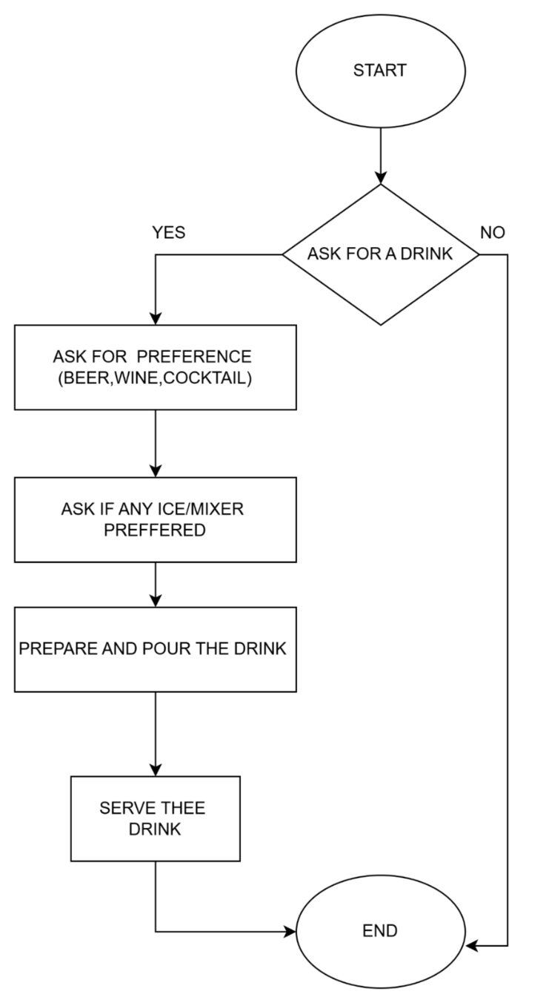 START
YES
NO
ASK FOR A DRINK
ASK FOR  PREFERENCE
(BEER,WINE,COCKTAIL)
ASK IF ANY ICE/MIXER
PREFFERED
PREPARE AND POUR THE DRINK
SERVE THEE
DRINK
END